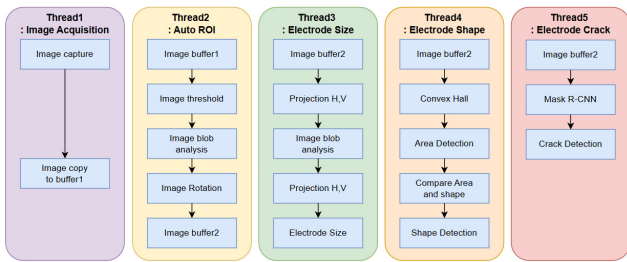 Thread1
: Image Acquisition
Image capture
Image copy
to buffer1
Thread2
: Auto ROI
Image buffer1
Image threshold
Image blob
analysis
Image Rotation
Image buffer2
Thread3
: Electrode Size
Image buffer2
Projection H,V
Image blob
analysis
Projection H,V
Electrode Size
Thread4
: Electrode Shape
Image buffer2
Convex Hall
Area Detection
Compare Area
and shape
Shape Detection
Thread5
: Electrode Crack
Image buffer2
Mask R-CNN
Crack Detection